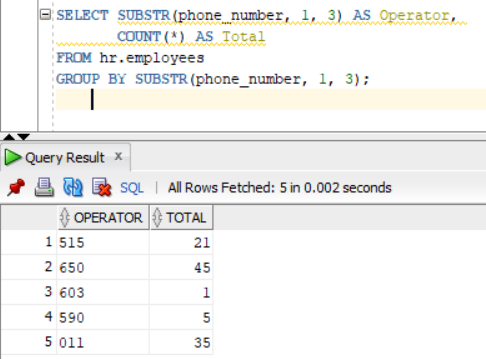 SELECT SUBSTR(phone_number, 1, 3) AS Operator,
COUNT(*) AS Total
FROM hr.employees
GROUP BY SUBSTR(phone_number, 1, 3);
Query Result x
SQL | All Rows Fetched: 5 in 0.002 seconds
OPERATOR TOTAL
1 515 21
2 650 45
3 603 1
4 590 5
5 011 35